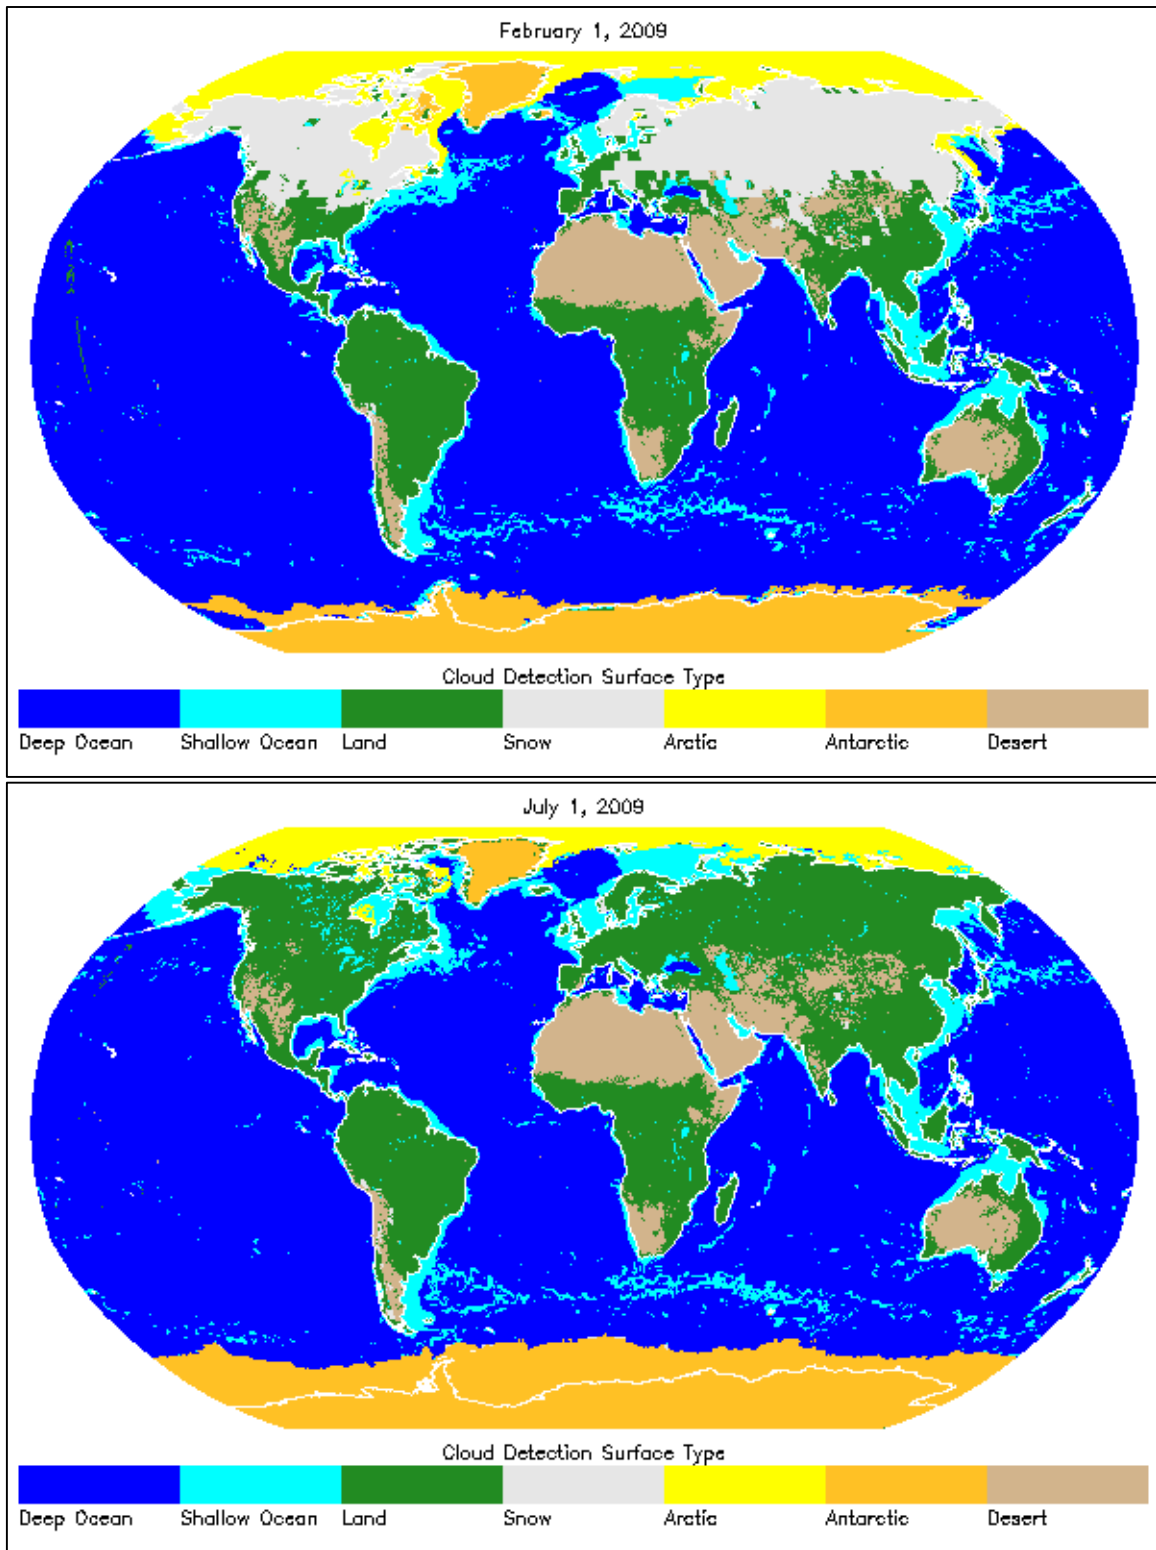 February 1, 2009
Cloud Detection Surface Type
Deep Ocean Shallow Ocean Land Snow Arctic Antarctic Desert
July 1, 2009
Cloud Detection Surface Type
Deep Ocean Shallow Ocean Land Snow Arctic Antarctic Desert